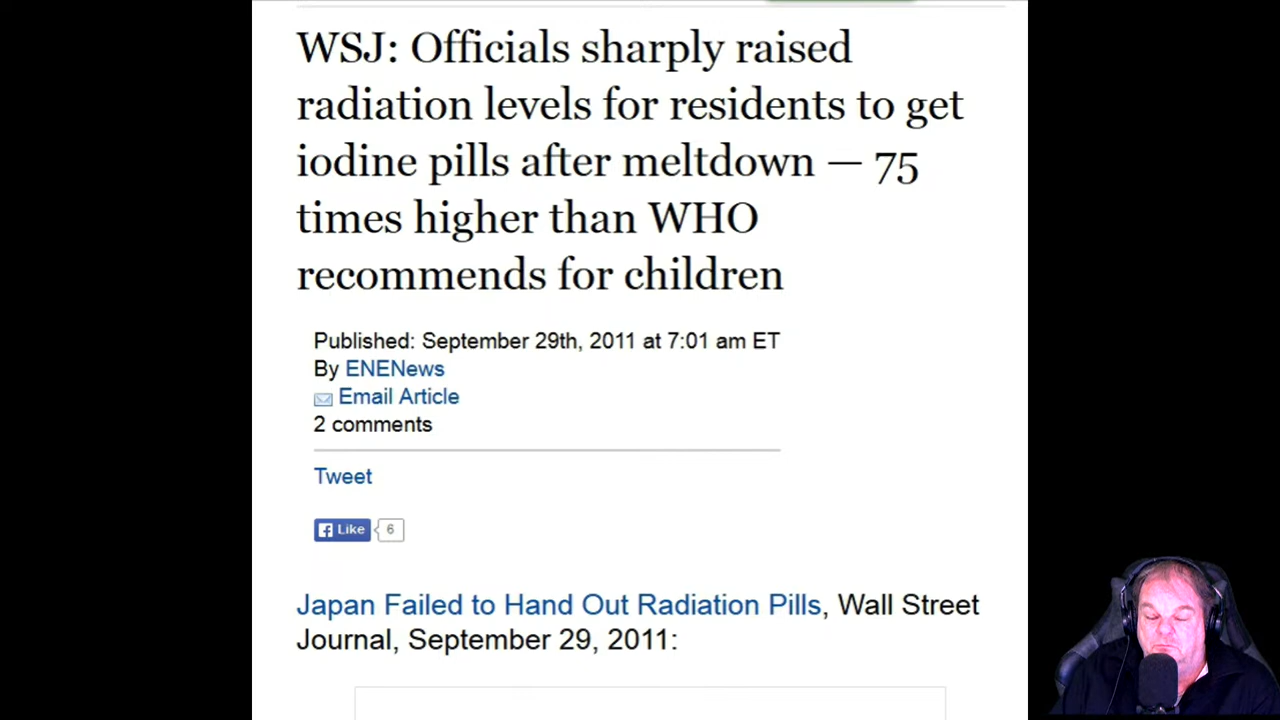 WSJ: Officials sharply raised
radiation levels for residents to get
iodine pills after meltdown — 75
times higher than WHO
recommends for children
Published: September 29th, 2011 at 7:01 am ET
By ENENews
Email Article
2 comments
Tweet
Like 6
Japan Failed to Hand Out Radiation Pills, Wall Street
Journal, September 29, 2011: